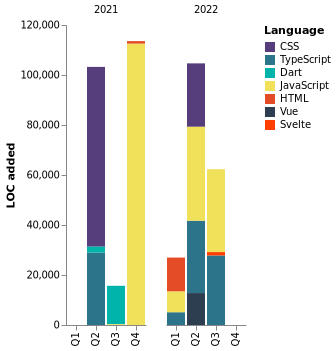 2021 2022
Language
CSS
TypeScript
Dart
JavaScript
HTML
Vue
Svelte
LOC added
120,000
100,000
80,000
60,000
40,000
20,000
0
Q1 Q2 Q3 Q4 Q1 Q2 Q3 Q4